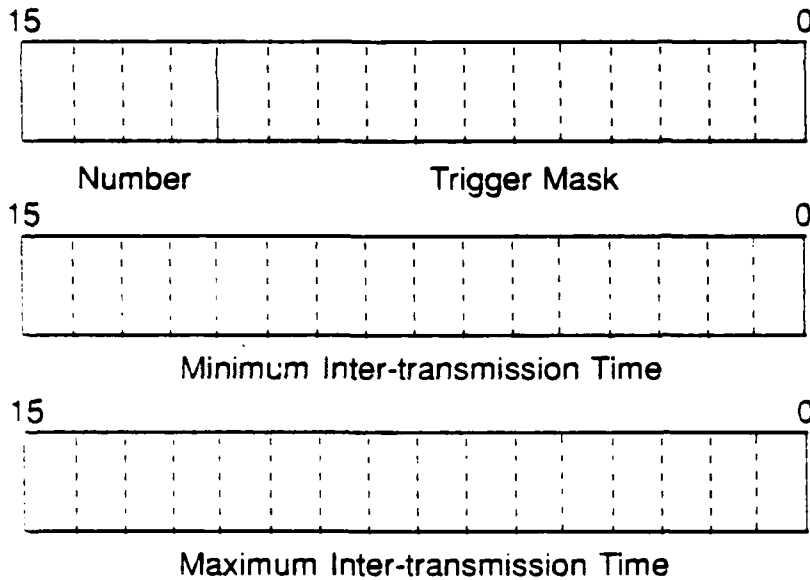 15 0
Number Trigger Mask
15 0
Minimum Inter-transmission Time
15 0
Maximum Inter-transmission Time